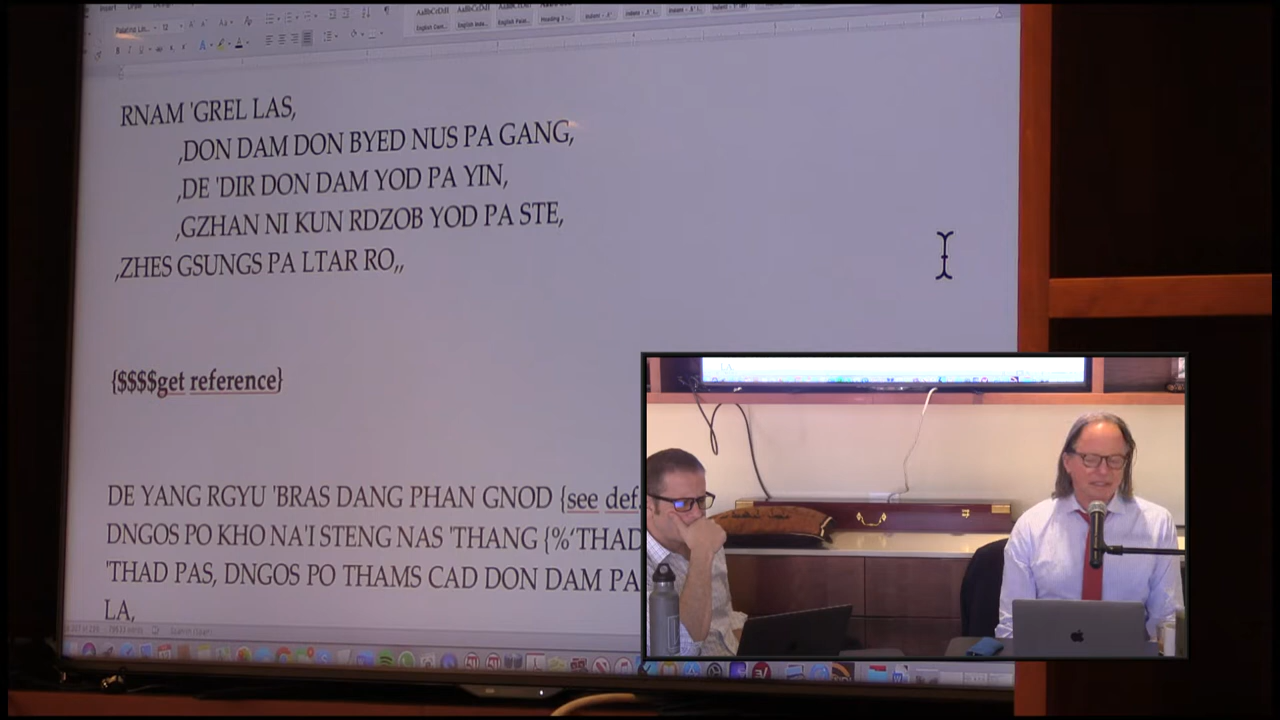 RNAM 'GREL LAS,
,DON DAM DON BYED NUS PA GANG,
,DE 'DIR DON DAM YOD PA YIN,
,GZHAN NI KUN RDZOB YOD PA STE,
,ZHES GSUNGS PA LTAR RO,,
{$$$$get reference}
DE YANG RGYU 'BRAS DANG PHAN GNOD {see def.
DNGOS PO KHO NA'I STENG NAS 'THANG {%'THAD
'THAD PAS, DNGOS PO THAMS CAD DON DAM PA
LA,